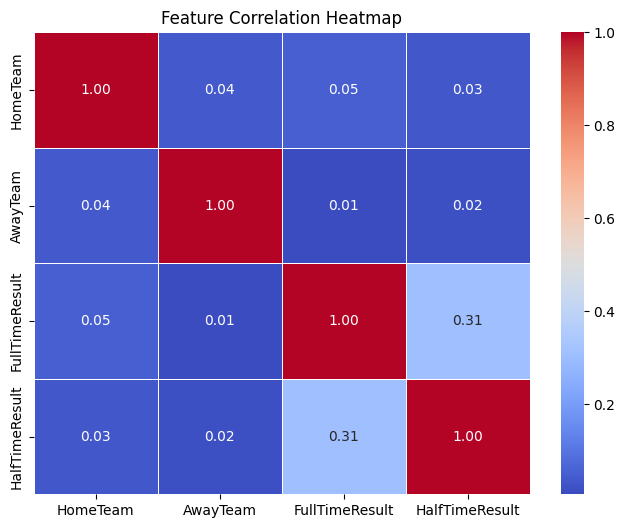 Feature Correlation Heatmap
HomeTeam 1.00 0.04 0.05 0.03
AwayTeam 0.04 1.00 0.01 0.02
FullTimeResult 0.05 0.01 1.00 0.31
HalfTimeResult 0.03 0.02 0.31 1.00
HomeTeam AwayTeam FullTimeResult HalfTimeResult
1.0
0.8
0.6
0.4
0.2